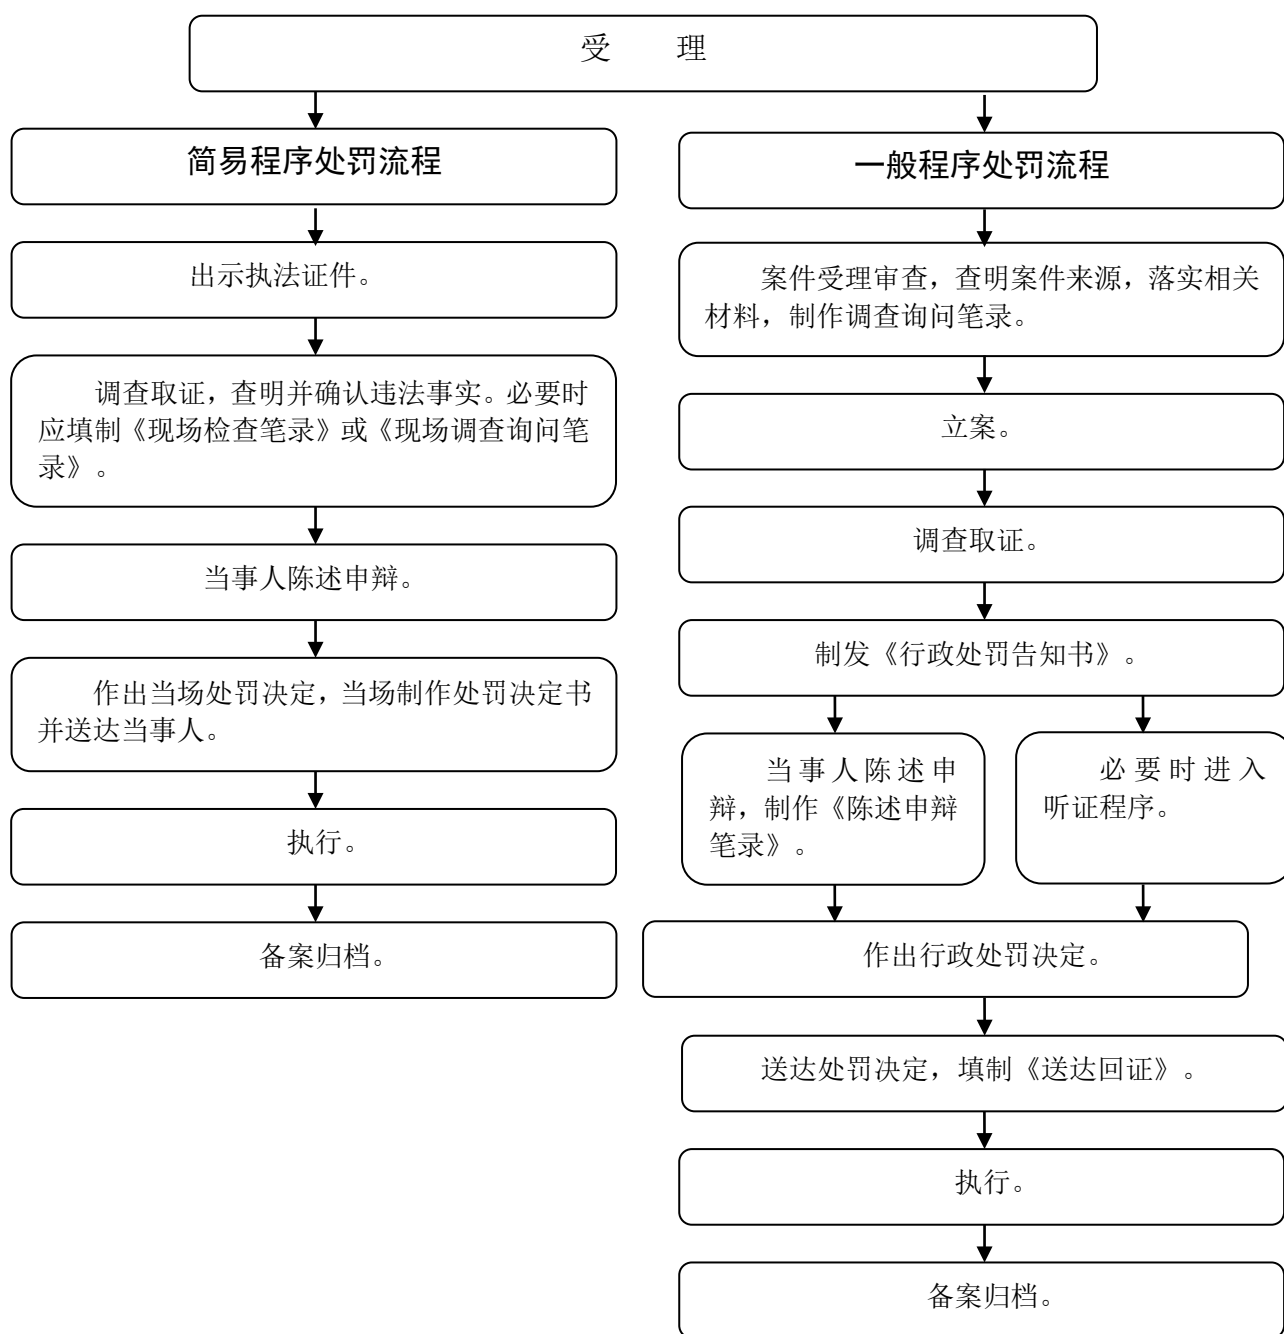 受 理
简易程序处罚流程
出示执法证件。
调查取证，查明并确认违法事实。必要时
应填制《现场检查笔录》或《现场调查询问笔
录》。
当事人陈述申辩。
作出当场处罚决定，当场制作处罚决定书
并送达当事人。
执行。
备案归档。
一般程序处罚流程
案件受理审查，查明案件来源，落实相关
材料，制作调查询问笔录。
立案。
调查取证。
制发《行政处罚告知书》。
当事人陈述申
辩，制作《陈述申辩
笔录》。
必要时进入
听证程序。
作出行政处罚决定。
送达处罚决定，填制《送达回证》。
执行。
备案归档。